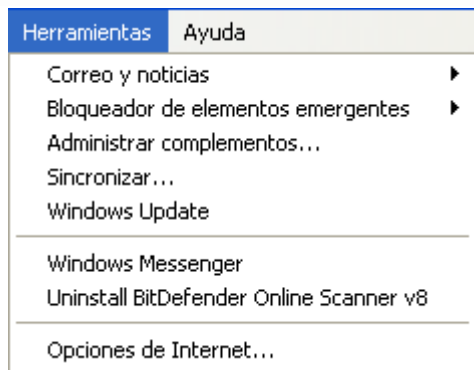 Herramientas Ayuda
Correo y noticias
Bloqueador de elementos emergentes
Administrar complementos...
Sincronizar...
Windows Update
Windows Messenger
Uninstall BitDefender Online Scanner v8
Opciones de Internet...